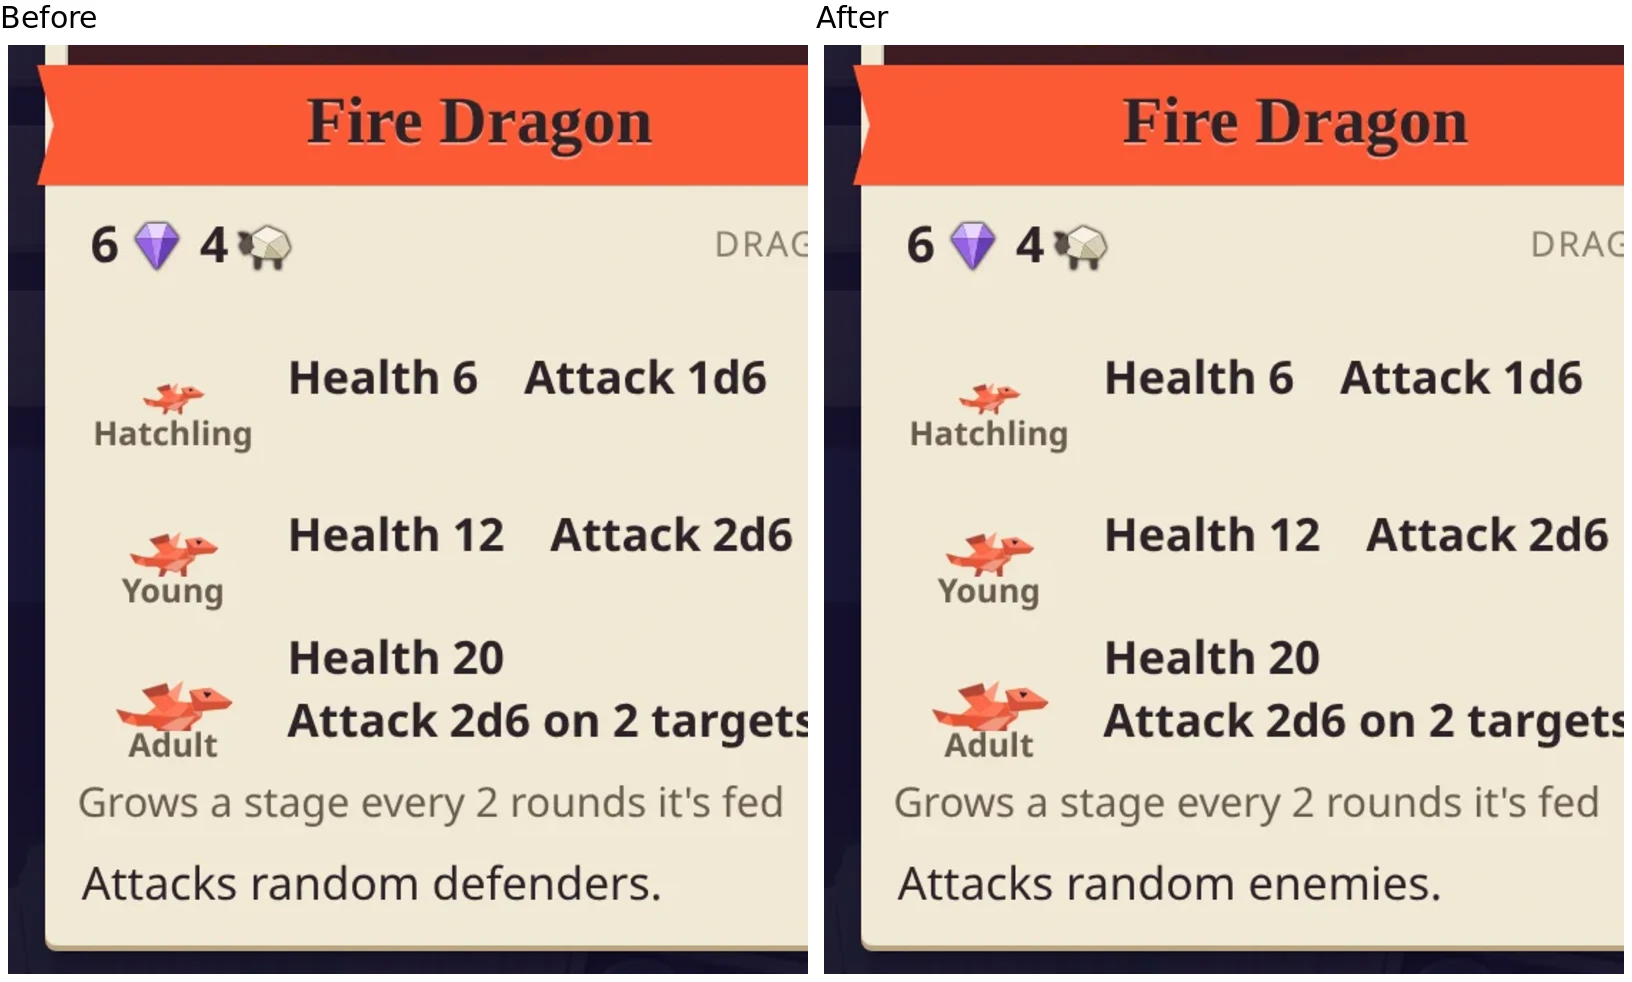 Before
Fire Dragon
6 4
DRAG
Health 6 Attack 1d6
Hatchling
Health 12 Attack 2d6
Young
Health 20
Attack 2d6 on 2 targets
Adult
Grows a stage every 2 rounds it's fed
Attacks random defenders.
After
Fire Dragon
6 4
DRAG
Health 6 Attack 1d6
Hatchling
Health 12 Attack 2d6
Young
Health 20
Attack 2d6 on 2 targets
Adult
Grows a stage every 2 rounds it's fed
Attacks random enemies.